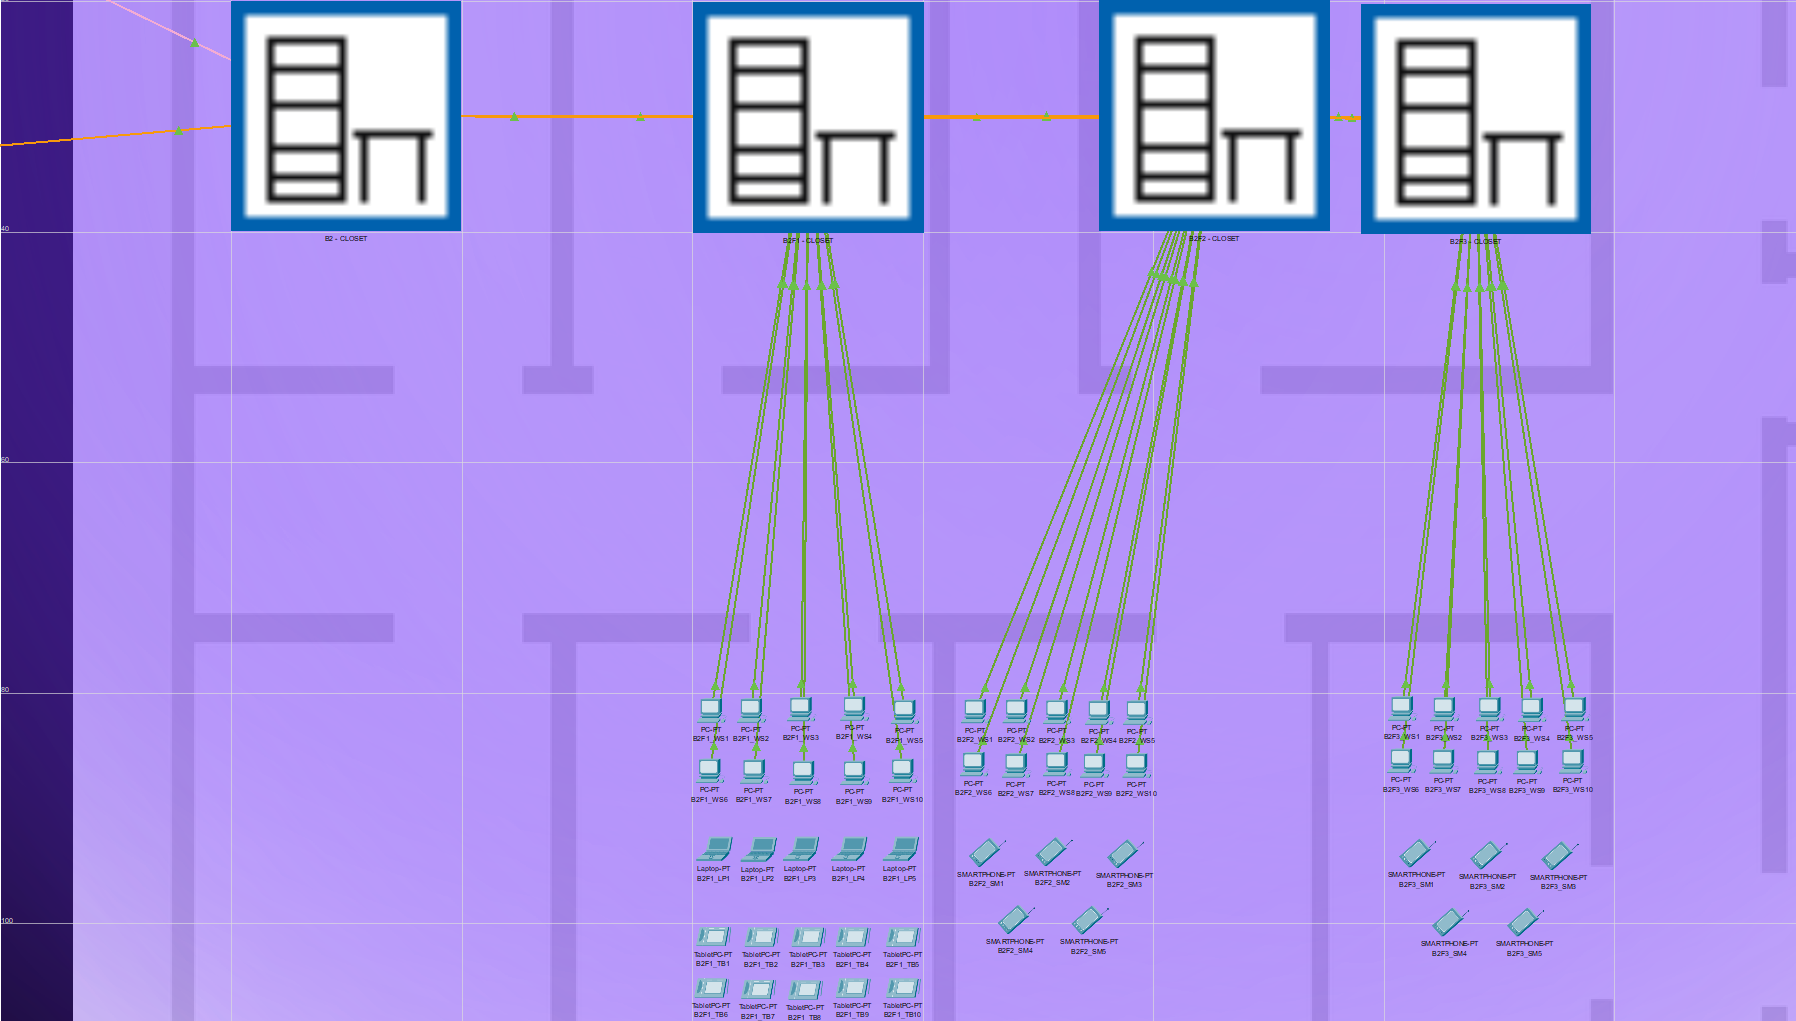 B2 - CLOSET
B2F1 - CLOSET
B2F2 - CLOSET
B2F3 - CLOSET
40
60
80
PC-PT
B2F1_WS1
PC-PT
B2F1_WS2
PC-PT
B2F1_WS3
PC-PT
B2F1_WS4
PC-PT
B2F1_WS5
PC-PT
B2F2_WS1
PC-PT
B2F2_WS2
PC-PT
B2F2_WS3
PC-PT
B2F2_WS4
PC-PT
B2F2_WS5
PC-PT
B2F3_WS1
PC-PT
B2F3_WS2
PC-PT
B2F3_WS3
PC-PT
B2F3_WS4
PC-PT
B2F3_WS5
PC-PT
B2F1_WS6
PC-PT
B2F1_WS7
PC-PT
B2F1_WS8
PC-PT
B2F1_WS9
PC-PT
B2F1_WS10
PC-PT
B2F2_WS6
PC-PT
B2F2_WS7
PC-PT
B2F2_WS8
PC-PT
B2F2_WS9
PC-PT
B2F2_WS10
PC-PT
B2F3_WS6
PC-PT
B2F3_WS7
PC-PT
B2F3_WS8
PC-PT
B2F3_WS9
PC-PT
B2F3_WS10
Laptop-PT
B2F1_LP1
Laptop-PT
B2F1_LP2
Laptop-PT
B2F1_LP3
Laptop-PT
B2F1_LP4
Laptop-PT
B2F1_LP5
SMARTPHONE-PT
B2F2_SM1
SMARTPHONE-PT
B2F2_SM2
SMARTPHONE-PT
B2F2_SM3
SMARTPHONE-PT
B2F3_SM1
SMARTPHONE-PT
B2F3_SM2
SMARTPHONE-PT
B2F3_SM3
100
SMARTPHONE-PT
B2F2_SM4
SMARTPHONE-PT
B2F2_SM5
SMARTPHONE-PT
B2F3_SM4
SMARTPHONE-PT
B2F3_SM5
TabletPC-PT
B2F1_TB1
TabletPC-PT
B2F1_TB2
TabletPC-PT
B2F1_TB3
TabletPC-PT
B2F1_TB4
TabletPC-PT
B2F1_TB5
TabletPC-PT
B2F1_TB6
TabletPC-PT
B2F1_TB7
TabletPC-PT
B2F1_TB8
TabletPC-PT
B2F1_TB9
TabletPC-PT
B2F1_TB10